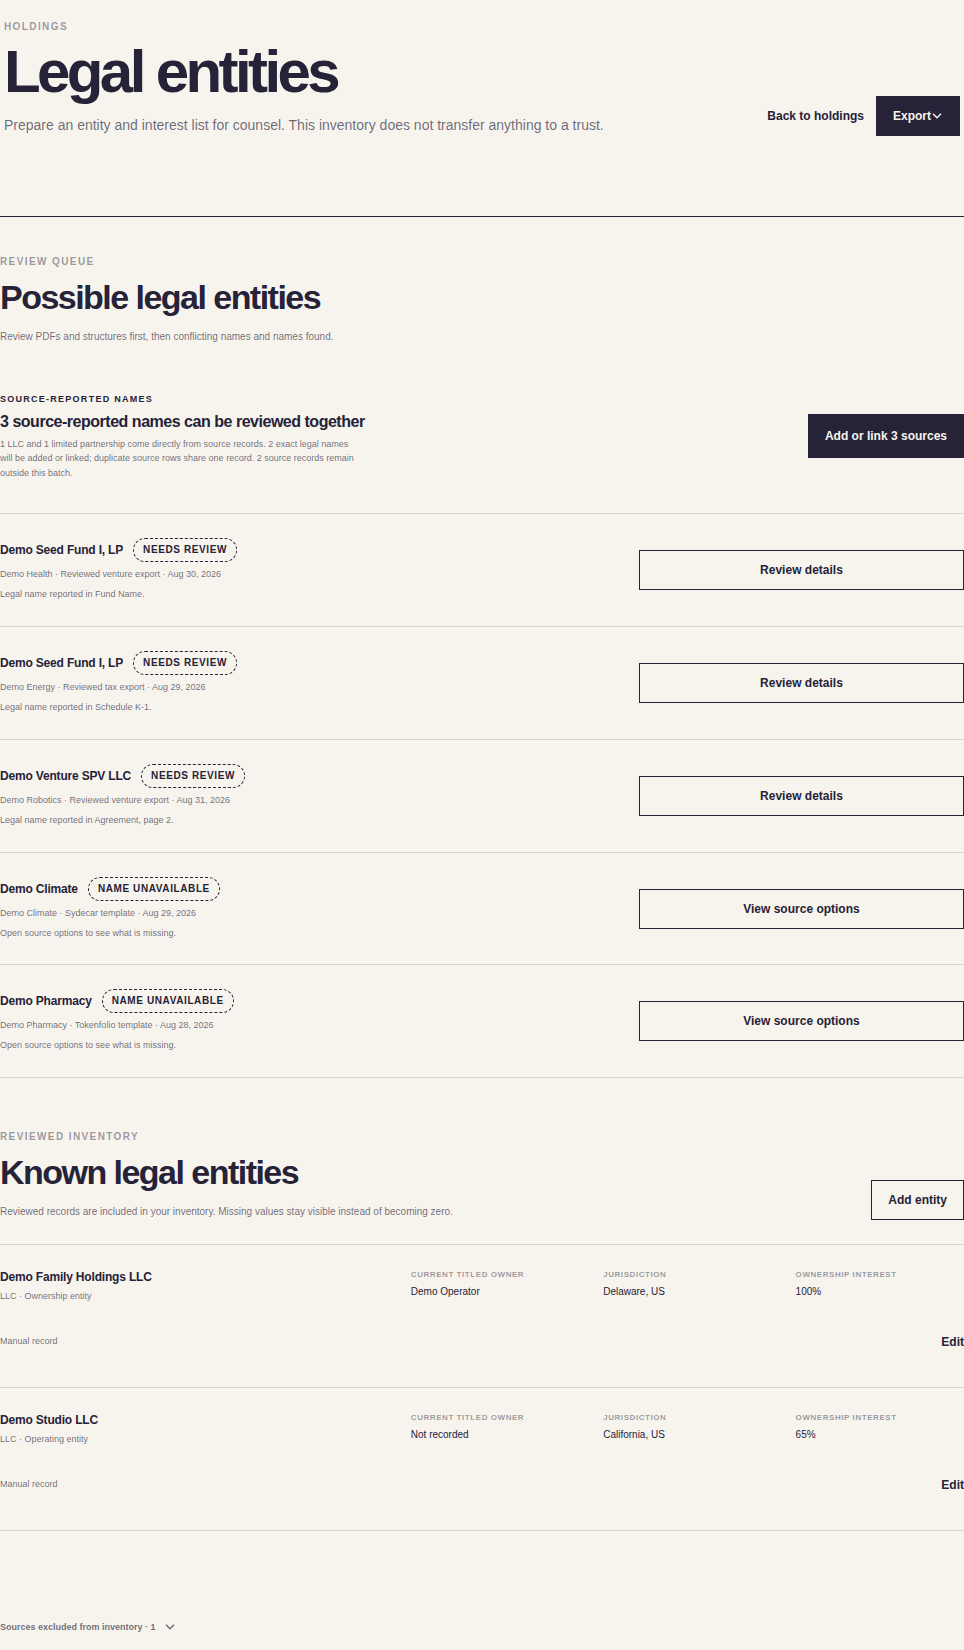 HOLDINGS
Legal entities
Prepare an entity and interest list for counsel. This inventory does not transfer anything to a trust.
Back to holdings
Export
REVIEW QUEUE
Possible legal entities
Review PDFs and structures first, then conflicting names and names found.
SOURCE-REPORTED NAMES
3 source-reported names can be reviewed together
1 LLC and 1 limited partnership come directly from source records. 2 exact legal names
will be added or linked; duplicate source rows share one record. 2 source records remain
outside this batch.
Add or link 3 sources
Demo Seed Fund I, LP NEEDS REVIEW
Demo Health · Reviewed venture export · Aug 30, 2026
Legal name reported in Fund Name.
Review details
Demo Seed Fund I, LP NEEDS REVIEW
Demo Energy · Reviewed tax export · Aug 29, 2026
Legal name reported in Schedule K-1.
Review details
Demo Venture SPV LLC NEEDS REVIEW
Demo Robotics · Reviewed venture export · Aug 31, 2026
Legal name reported in Agreement, page 2.
Review details
Demo Climate NAME UNAVAILABLE
Demo Climate · Sydecar template · Aug 29, 2026
Open source options to see what is missing.
View source options
Demo Pharmacy NAME UNAVAILABLE
Demo Pharmacy · Tokenfolio template · Aug 28, 2026
Open source options to see what is missing.
View source options
REVIEWED INVENTORY
Known legal entities
Reviewed records are included in your inventory. Missing values stay visible instead of becoming zero.
Add entity
Demo Family Holdings LLC
LLC · Ownership entity
CURRENT TITLED OWNER
Demo Operator
JURISDICTION
Delaware, US
OWNERSHIP INTEREST
100%
Manual record
Edit
Demo Studio LLC
LLC · Operating entity
CURRENT TITLED OWNER
Not recorded
JURISDICTION
California, US
OWNERSHIP INTEREST
65%
Manual record
Edit
Sources excluded from inventory · 1